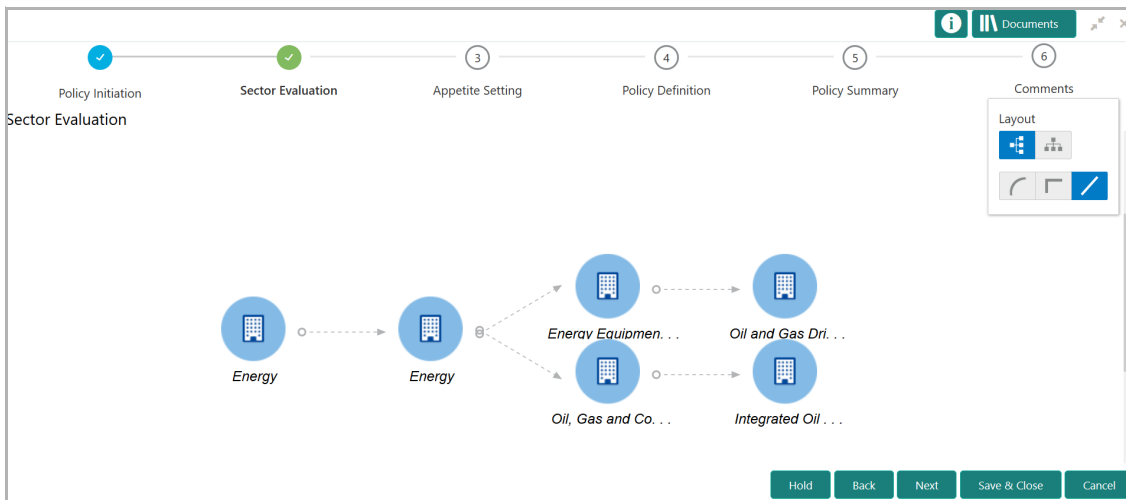 i Documents
3 4 5 6
Policy Initiation Sector Evaluation Appetite Setting Policy Definition Policy Summary Comments
Sector Evaluation
Layout
Energy Equipmen. . . Oil and Gas Dri. . .
Energy Energy
Oil, Gas and Co. . . Integrated Oil . . .
Hold Back Next Save & Close Cancel